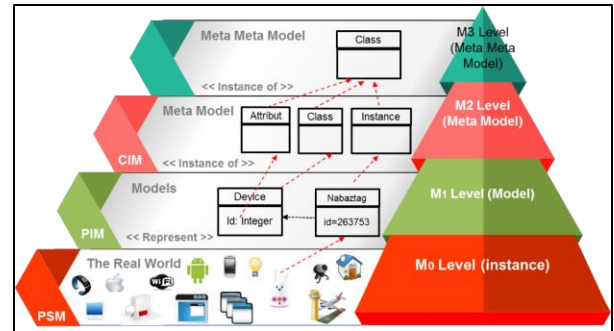 Meta Meta Model
Class
<< Instance of >>
M3 Level
(Meta Meta
Model)
CIM
Meta Model
Attribut
Class
Instance
<< Instance of >>
M2 Level
(Meta Model)
PIM
Models
Device
Id: Integer
Nabaztag
id=263753
<< Represent >>
M1 Level (Model)
PSM
The Real World
Wi Fi
M0 Level (instance)